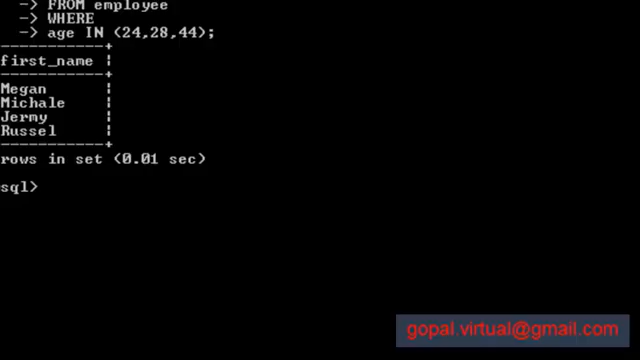 -> FROM employee
-> WHERE
-> age IN (24,28,44);
-----------+
first_name |
-----------+
Megan |
Michale |
Jermy |
Russel |
-----------+
rows in set (0.01 sec)
sql>
gopal.virtual@gmail.com